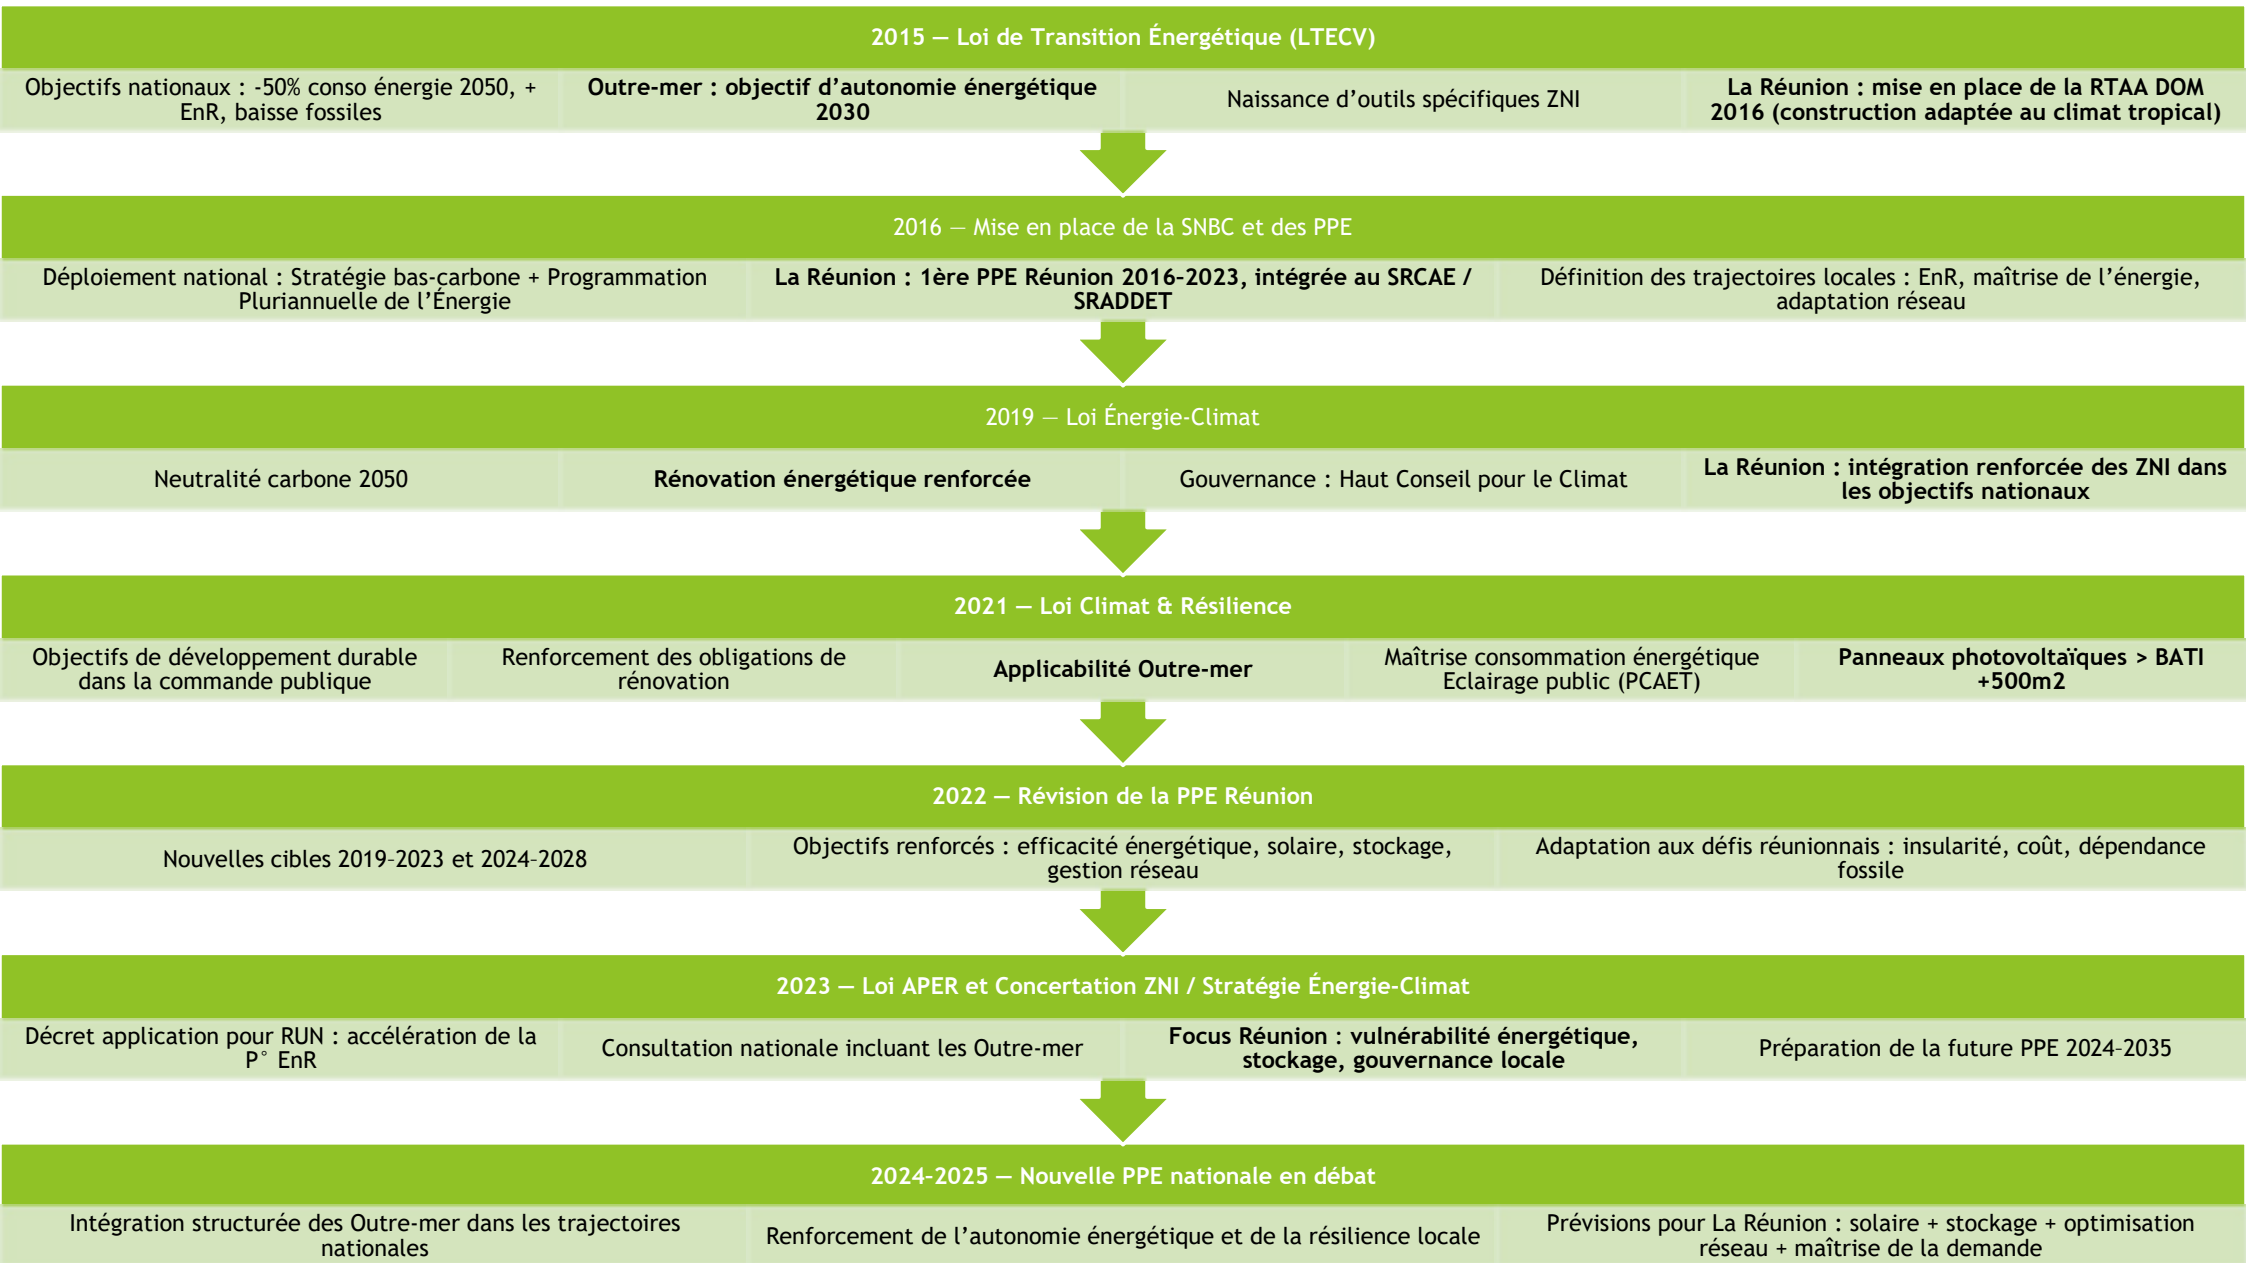 2015 — Loi de Transition Énergétique (LTECV)
Objectifs nationaux : -50% conso énergie 2050, +
EnR, baisse fossiles
Outre-mer : objectif d’autonomie énergétique
2030
Naissance d’outils spécifiques ZNI
La Réunion : mise en place de la RTAA DOM
2016 (construction adaptée au climat tropical)
2016 — Mise en place de la SNBC et des PPE
Déploiement national : Stratégie bas-carbone + Programmation
Pluriannuelle de l’Énergie
La Réunion : 1ère PPE Réunion 2016–2023, intégrée au SRCAE /
SRADDET
Définition des trajectoires locales : EnR, maîtrise de l’énergie,
adaptation réseau
2019 — Loi Énergie-Climat
Neutralité carbone 2050
Rénovation énergétique renforcée
Gouvernance : Haut Conseil pour le Climat
La Réunion : intégration renforcée des ZNI dans
les objectifs nationaux
2021 — Loi Climat & Résilience
Objectifs de développement durable
dans la commande publique
Renforcement des obligations de
rénovation
Applicabilité Outre-mer
Maîtrise consommation énergétique
Eclairage public (PCAET)
Panneaux photovoltaïques > BATI
+500m2
2022 — Révision de la PPE Réunion
Nouvelles cibles 2019–2023 et 2024–2028
Objectifs renforcés : efficacité énergétique, solaire, stockage,
gestion réseau
Adaptation aux défis réunionnais : insularité, coût, dépendance
fossile
2023 — Loi APER et Concertation ZNI / Stratégie Énergie-Climat
Décret application pour RUN : accélération de la
P° EnR
Consultation nationale incluant les Outre-mer
Focus Réunion : vulnérabilité énergétique,
stockage, gouvernance locale
Préparation de la future PPE 2024–2035
2024–2025 — Nouvelle PPE nationale en débat
Intégration structurée des Outre-mer dans les trajectoires
nationales
Renforcement de l’autonomie énergétique et de la résilience locale
Prévisions pour La Réunion : solaire + stockage + optimisation
réseau + maîtrise de la demande